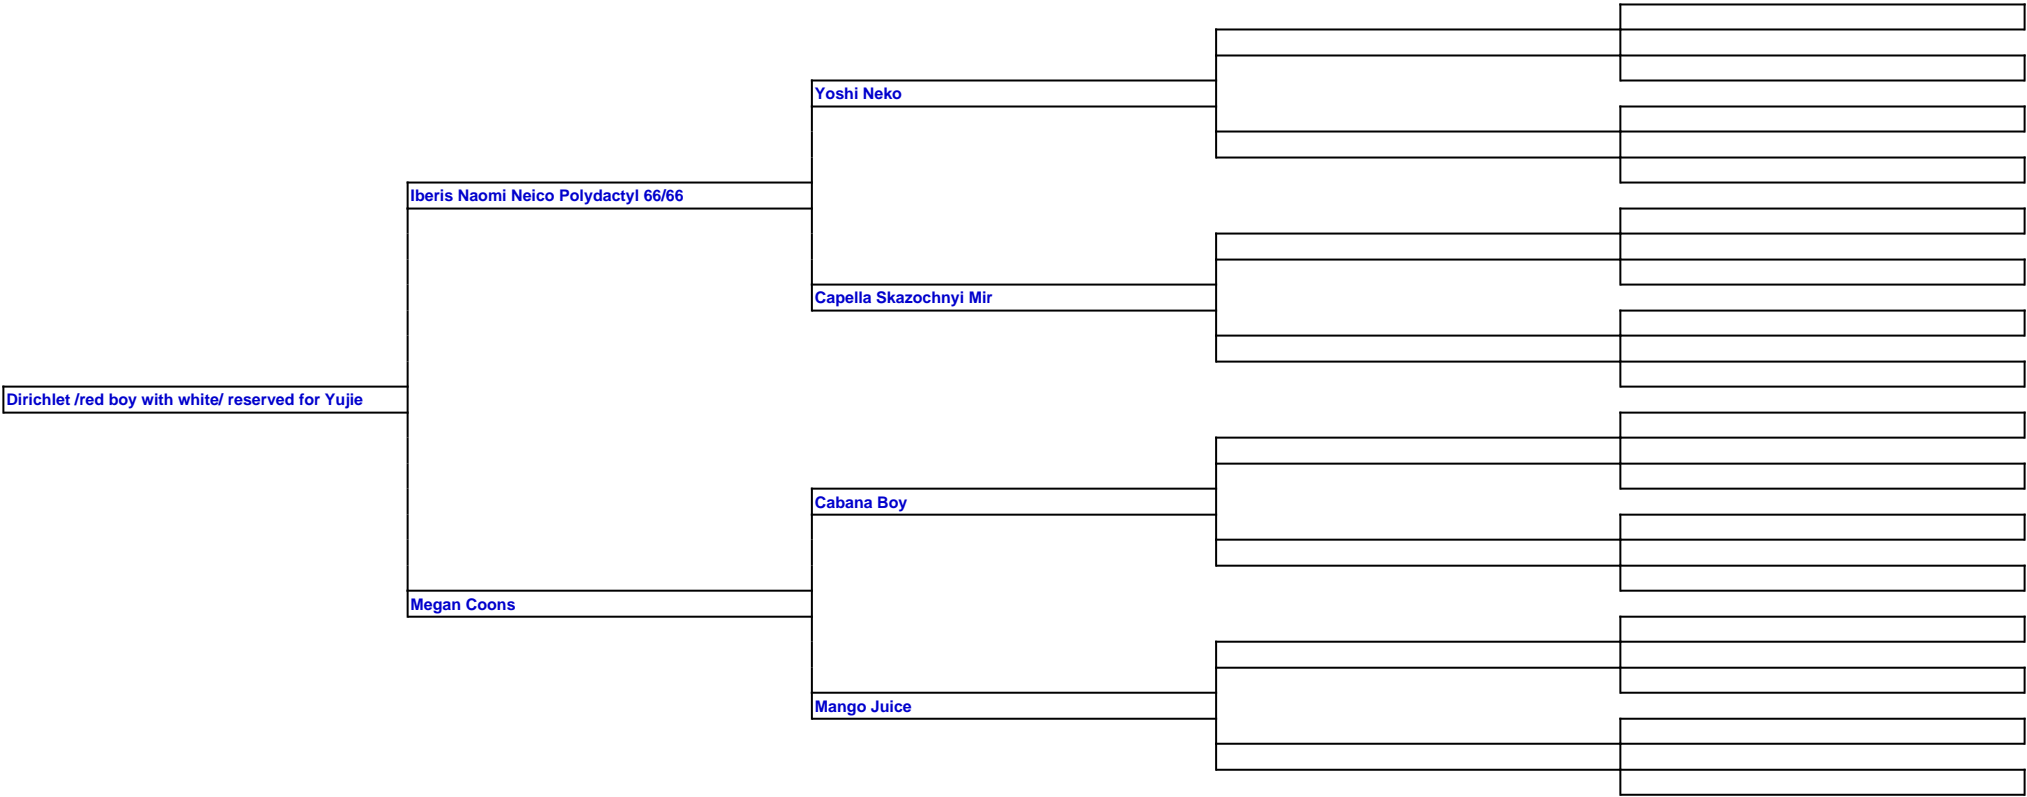 Yoshi Neko
Iberis Naomi Neico Polydactyl 66/66
Capella Skazochnyi Mir
Dirichlet /red boy with white/ reserved for Yujie
Cabana Boy
Megan Coons
Mango Juice